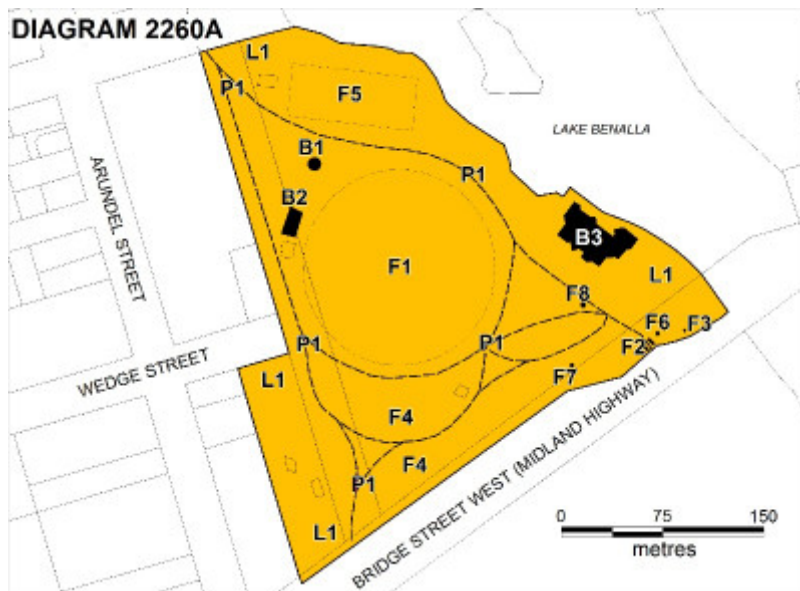 DIAGRAM 2260A
L1
P1
F5
LAKE BENALLA
B1
P1
ARUNDEL STREET
B2
B3
F1
L1
F8
F6
F3
P1
P1
F2
WEDGE STREET
L1
F7
F4
F4
P1
L1
BRIDGE STREET WEST (MIDLAND HIGHWAY)
0 75 150
metres